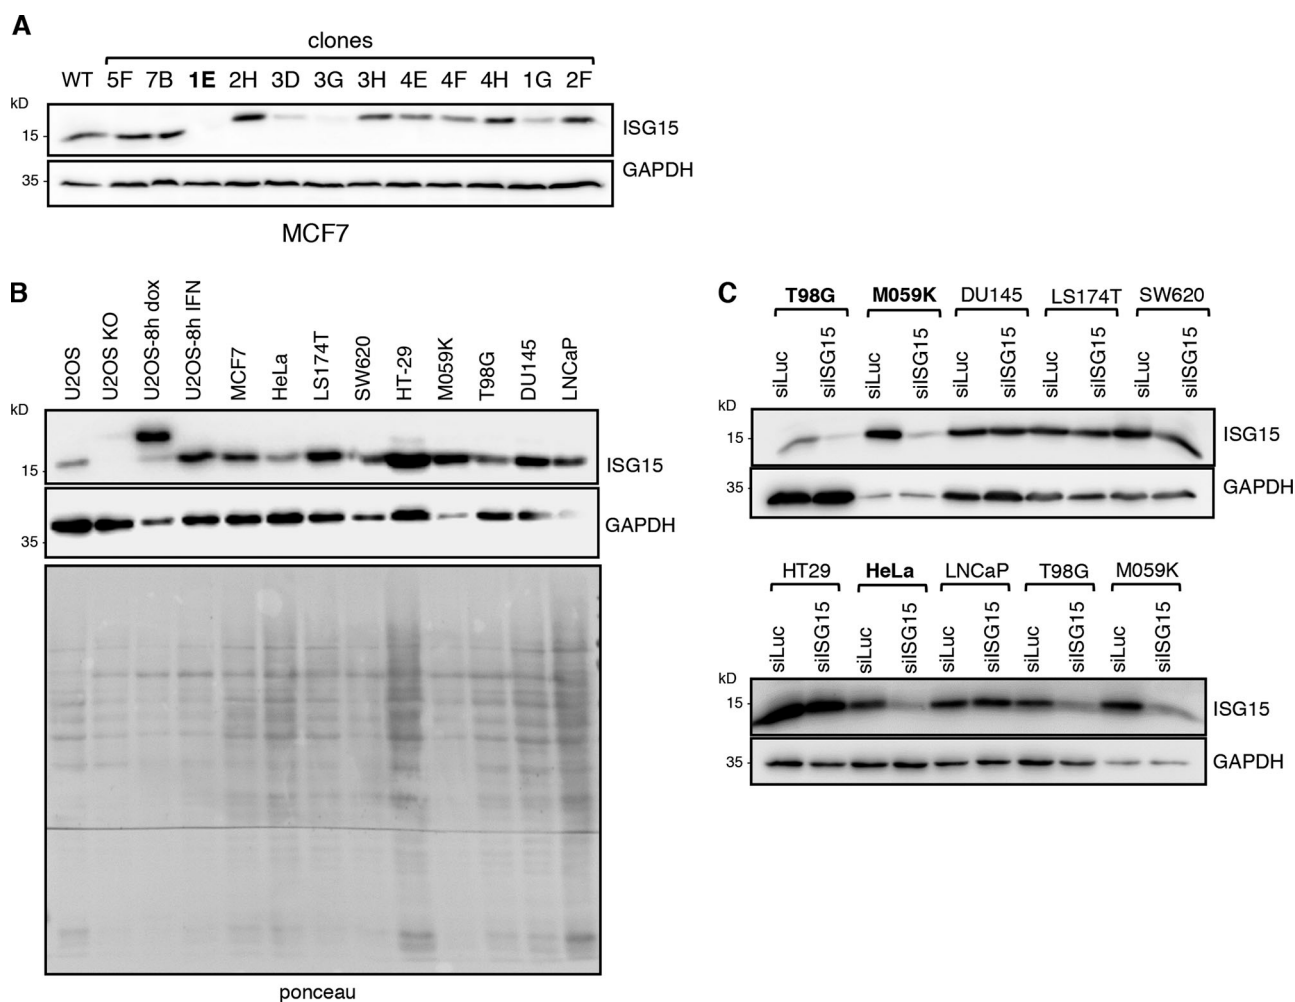 A
clones
WT 5F 7B 1E 2H 3D 3G 3H 4E 4F 4H 1G 2F
kD
15
ISG15
35
GAPDH
MCF7
B
U2OS
U2OS KO
U2OS-8h dox
U2OS-8h IFN
MCF7
HeLa
LS174T
SW620
HT-29
M059K
T98G
DU145
LNCaP
kD
15
ISG15
35
GAPDH
ponceau
C
T98G M059K DU145 LS174T SW620
siLuc siISG15 siLuc siISG15 siLuc siISG15 siLuc siISG15 siLuc siISG15
kD
15
ISG15
35
GAPDH
HT29 HeLa LNCaP T98G M059K
siLuc siISG15 siLuc siISG15 siLuc siISG15 siLuc siISG15 siLuc siISG15
kD
15
ISG15
35
GAPDH